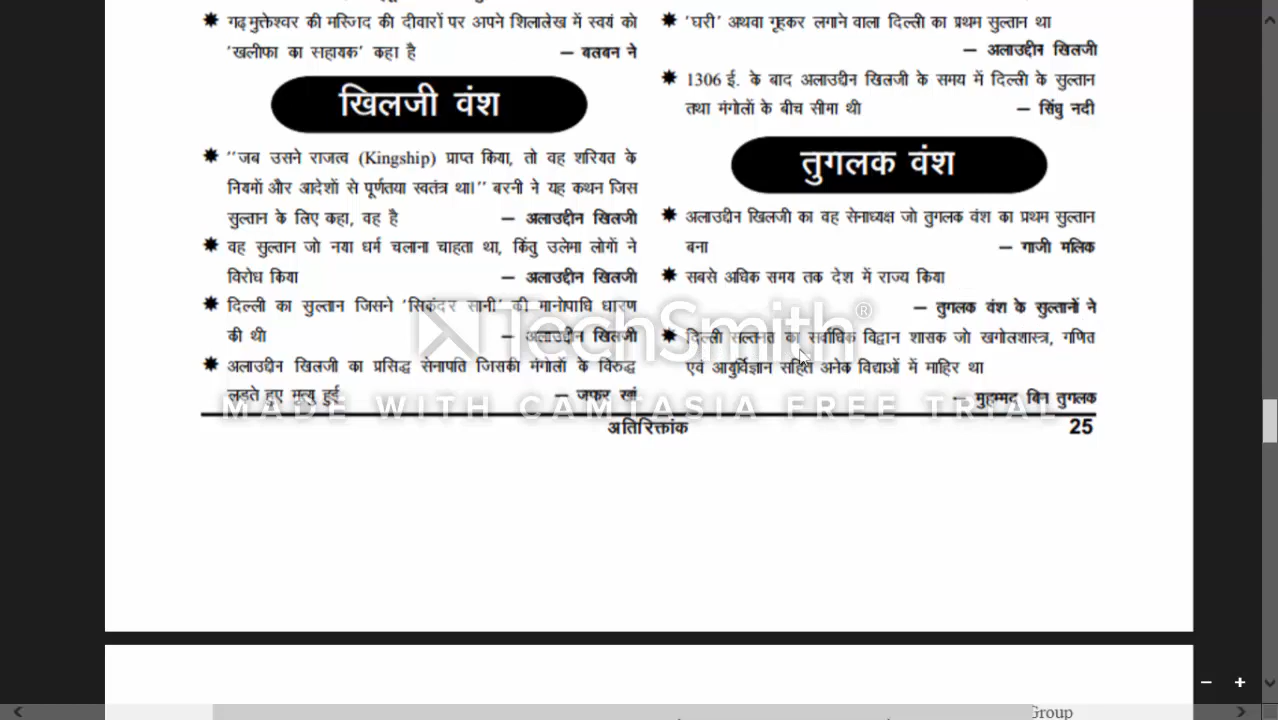 ✷ गढ़मुक्तेश्वर की मस्जिद की दीवारों पर अपने शिलालेख में स्वयं को
'खलीफा का सहायक' कहा है – बलबन ने
खिलजी वंश
✷ ''जब उसने राजत्व (Kingship) प्राप्त किया, तो वह शरियत के
नियमों और आदेशों से पूर्णतया स्वतंत्र था।'' बरनी ने यह कथन जिस
सुल्तान के लिए कहा, वह है – अलाउद्दीन खिलजी
✷ वह सुल्तान जो नया धर्म चलाना चाहता था, किंतु उलेमा लोगों ने
विरोध किया – अलाउद्दीन खिलजी
✷ दिल्ली का सुल्तान जिसने 'सिकंदर सानी' की मानोपाधि धारण
की थी – अलाउद्दीन खिलजी
✷ अलाउद्दीन खिलजी का प्रसिद्ध सेनापति जिसकी मंगोलों के विरुद्ध
लड़ते हुए मृत्यु हुई – जफर खां
✷ 'घरी' अथवा गृहकर लगाने वाला दिल्ली का प्रथम सुल्तान था
– अलाउद्दीन खिलजी
✷ 1306 ई. के बाद अलाउद्दीन खिलजी के समय में दिल्ली के सुल्तान
तथा मंगोलों के बीच सीमा थी – सिंधु नदी
तुगलक वंश
✷ अलाउद्दीन खिलजी का वह सेनाध्यक्ष जो तुगलक वंश का प्रथम सुल्तान
बना – गाजी मलिक
✷ सबसे अधिक समय तक देश में राज्य किया
– तुगलक वंश के सुल्तानों ने
✷ दिल्ली सल्तनत का सर्वाधिक विद्वान शासक जो खगोलशास्त्र, गणित
एवं आयुर्विज्ञान सहित अनेक विद्याओं में माहिर था
– मुहम्मद बिन तुगलक
अतिरिक्तांक 25
TechSmith®
MADE WITH CAMTASIA FREE TRIAL
Group